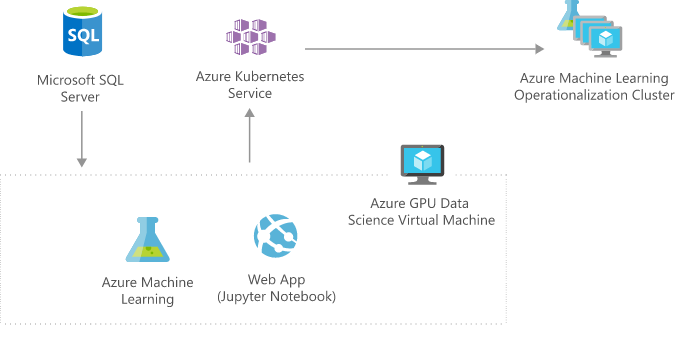 SQL
Microsoft SQL
Server
Azure Kubernetes
Service
Azure Machine Learning
Operationalization Cluster
Azure GPU Data
Science Virtual Machine
Azure Machine
Learning
Web App
(Jupyter Notebook)